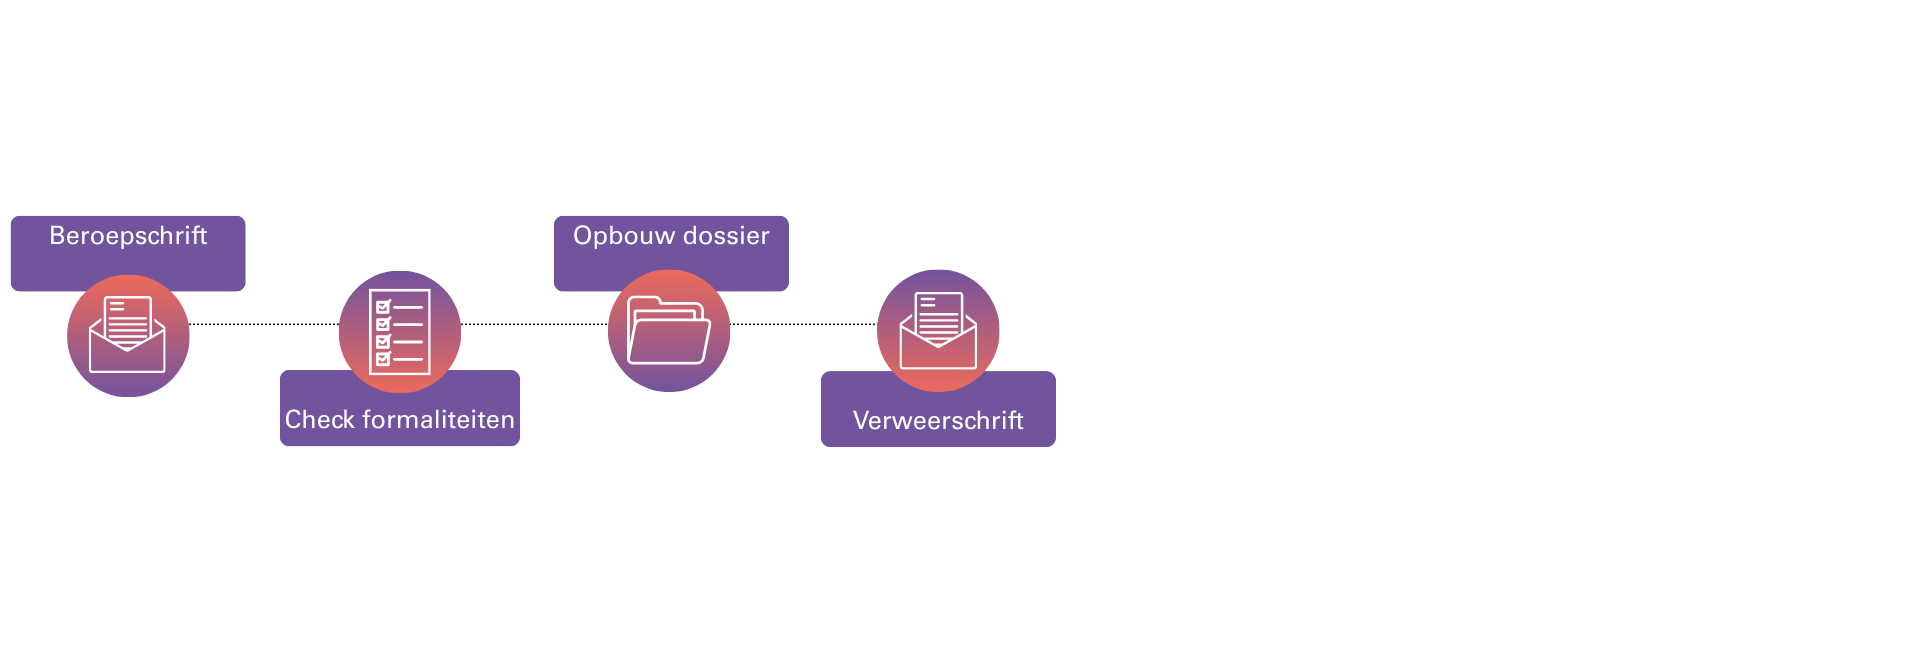 Beroepschrift
Check formaliteiten
Opbouw dossier
Verweerschrift